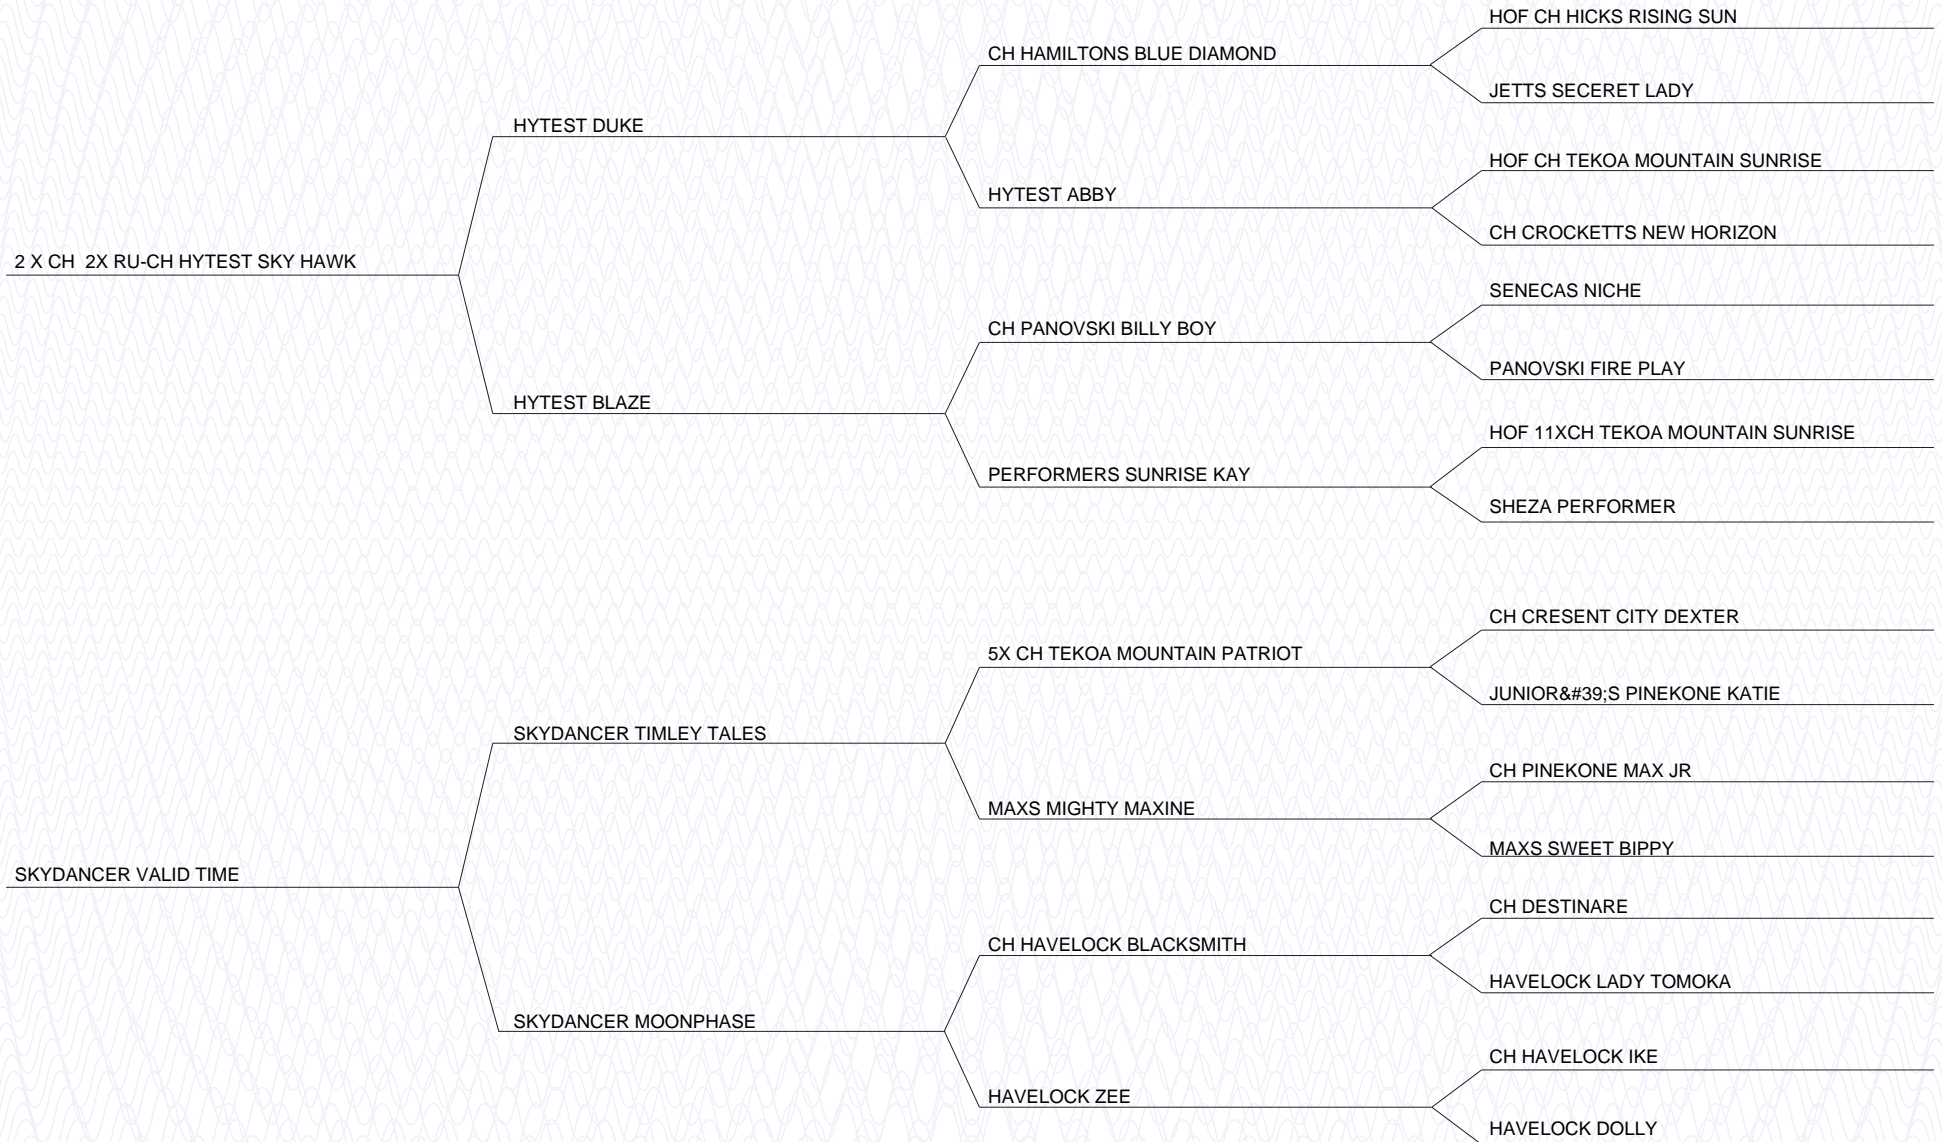 HOF CH HICKS RISING SUN
CH HAMILTONS BLUE DIAMOND
JETTS SECERET LADY
HYTEST DUKE
HOF CH TEKOA MOUNTAIN SUNRISE
HYTEST ABBY
CH CROCKETTS NEW HORIZON
2 X CH  2X RU-CH HYTEST SKY HAWK
SENECAS NICHE
CH PANOVSKI BILLY BOY
PANOVSKI FIRE PLAY
HYTEST BLAZE
HOF 11XCH TEKOA MOUNTAIN SUNRISE
PERFORMERS SUNRISE KAY
SHEZA PERFORMER
CH CRESENT CITY DEXTER
5X CH TEKOA MOUNTAIN PATRIOT
JUNIOR&#39;S PINEKONE KATIE
SKYDANCER TIMLEY TALES
CH PINEKONE MAX JR
MAXS MIGHTY MAXINE
MAXS SWEET BIPPY
SKYDANCER VALID TIME
CH DESTINARE
CH HAVELOCK BLACKSMITH
HAVELOCK LADY TOMOKA
SKYDANCER MOONPHASE
CH HAVELOCK IKE
HAVELOCK ZEE
HAVELOCK DOLLY